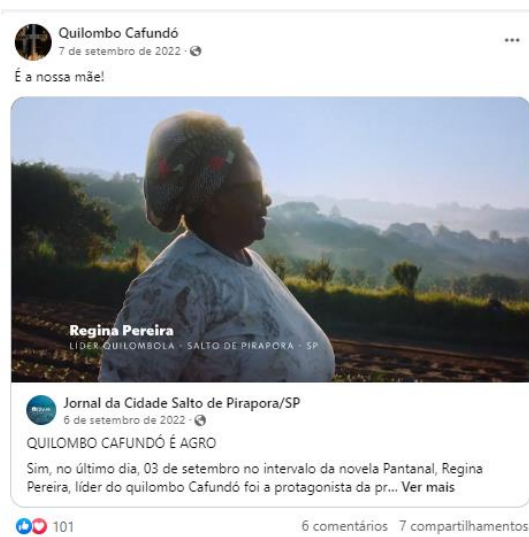 Quilombo Cafundó
7 de setembro de 2022 ·
É a nossa mãe!
Regina Pereira
LÍDER QUILOMBOLA - SALTO DE PIRAPORA - SP
Jornal da Cidade Salto de Pirapora/SP
6 de setembro de 2022 ·
QUILOMBO CAFUNDÓ É AGRO
Sim, no último dia, 03 de setembro no intervalo da novela Pantanal, Regina
Pereira, líder do quilombo Cafundó foi a protagonista da pr... Ver mais
101
6 comentários 7 compartilhamentos